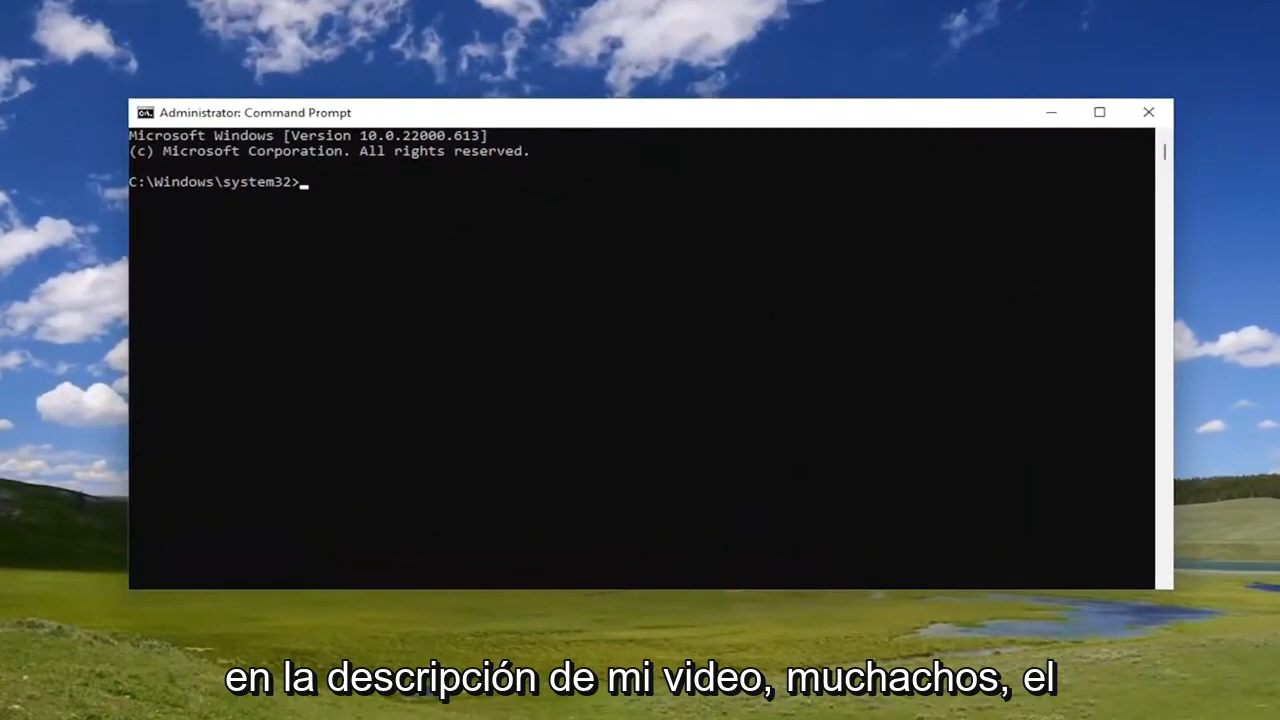 Administrator: Command Prompt
Microsoft Windows [Version 10.0.22000.613]
(c) Microsoft Corporation. All rights reserved.
C:\Windows\system32>
en la descripción de mi video, muchachos, el